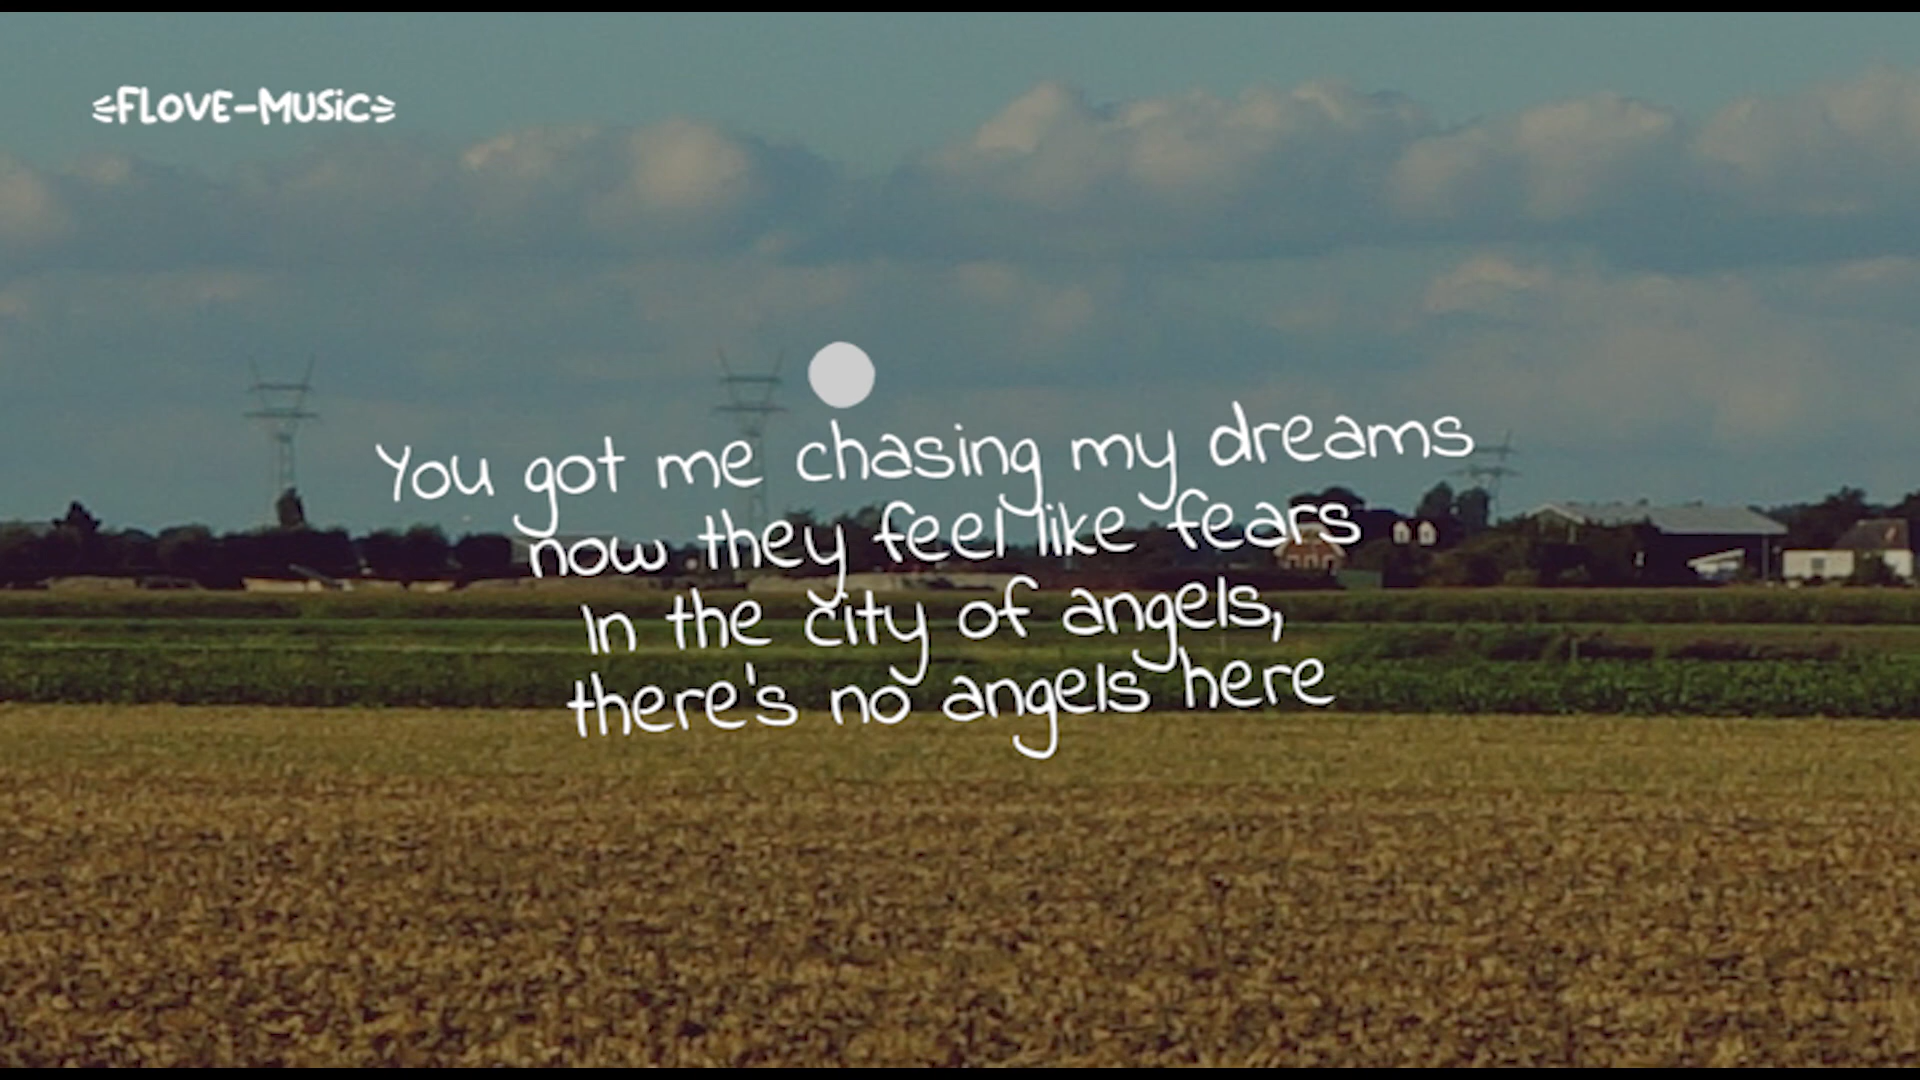 FLOVE-MUSiC
You got me chasing my dreams
now they feel like fears
In the city of angels,
there's no angels here